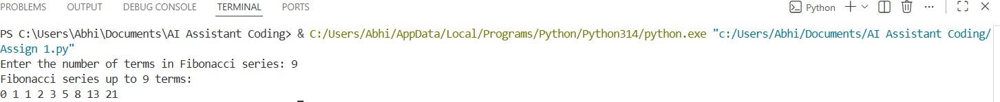 PROBLEMS OUTPUT DEBUG CONSOLE TERMINAL PORTS Python
PS C:\Users\Abhi\Documents\AI Assistant Coding> & C:/Users/Abhi/AppData/Local/Programs/Python/Python314/python.exe "c:/Users/Abhi/Documents/AI Assistant Coding/
Assign 1.py"
Enter the number of terms in Fibonacci series: 9
Fibonacci series up to 9 terms:
0 1 1 2 3 5 8 13 21